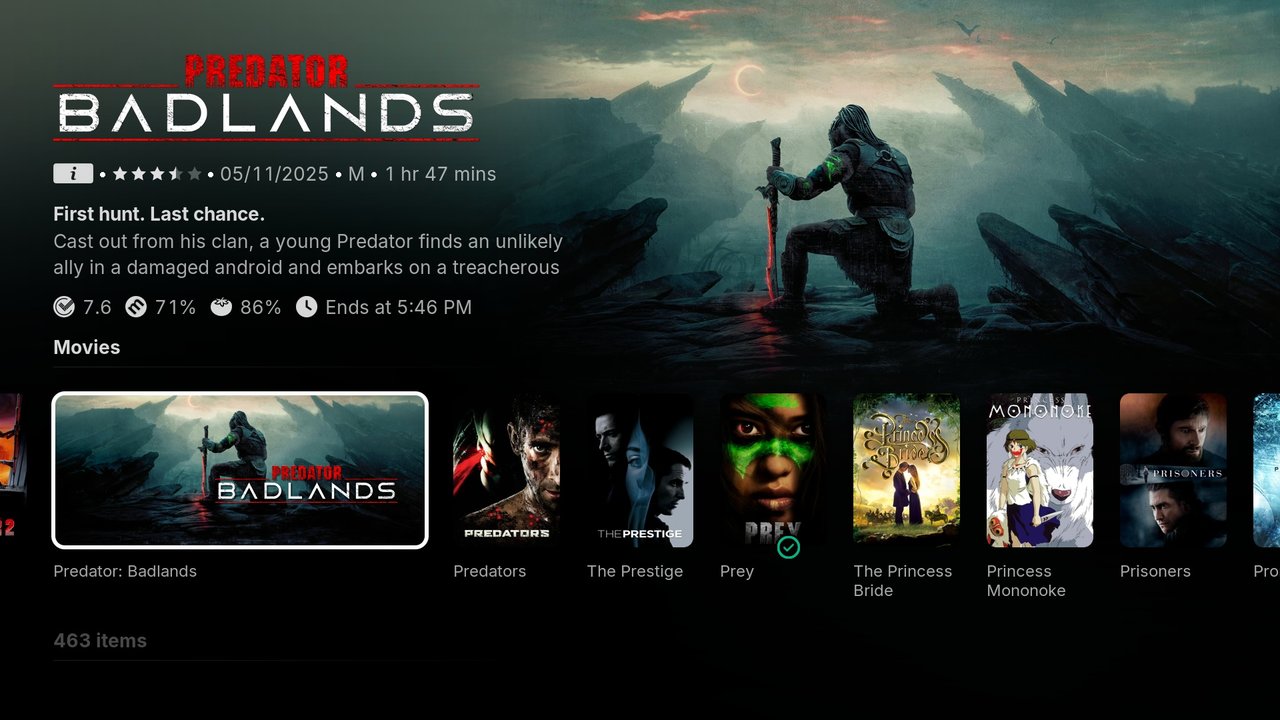 PREDATOR
BADLANDS
i • • 05/11/2025 • M • 1 hr 47 mins
First hunt. Last chance.
Cast out from his clan, a young Predator finds an unlikely
ally in a damaged android and embarks on a treacherous
7.6 71% 86% Ends at 5:46 PM
Movies
2
PREDATOR
BADLANDS
PREDATORS
THE PRESTIGE
PREY
The Princess Bride
PRINCESS
MONONOKE
PRISONERS
Predator: Badlands
Predators
The Prestige
Prey
The Princess
Bride
Princess
Mononoke
Prisoners
Pro
463 items